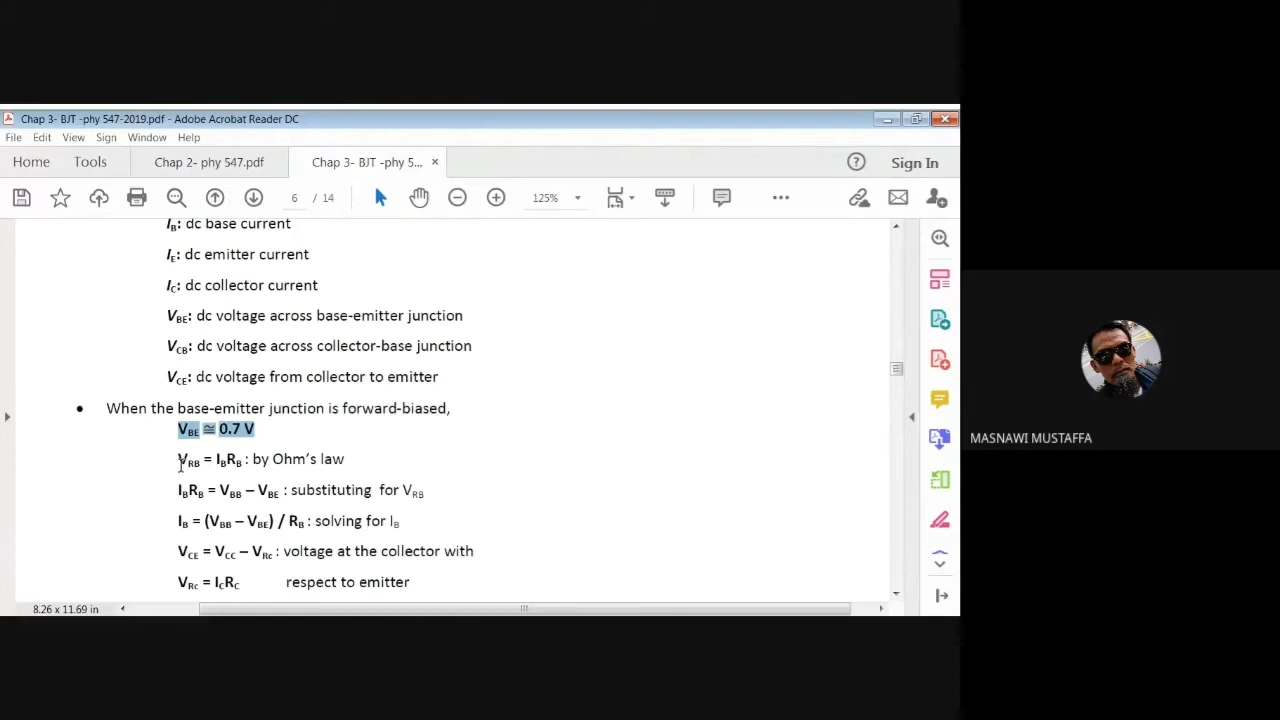 Chap 3- BJT -phy 547-2019.pdf - Adobe Acrobat Reader DC
File Edit View Sign Window Help
Home Tools Chap 2- phy 547.pdf Chap 3- BJT -phy 5... × ? Sign In
6 / 14 125%
IB: dc base current
IE: dc emitter current
IC: dc collector current
VBE: dc voltage across base-emitter junction
VCB: dc voltage across collector-base junction
VCE: dc voltage from collector to emitter
• When the base-emitter junction is forward-biased,
VBE ≅ 0.7 V
VRB = IBRB : by Ohm’s law
IBRB = VBB – VBE : substituting for VRB
IB = (VBB – VBE) / RB : solving for IB
VCE = VCC – VRc : voltage at the collector with
VRc = ICRC respect to emitter
8.26 x 11.69 in
MASNAWI MUSTAFFA